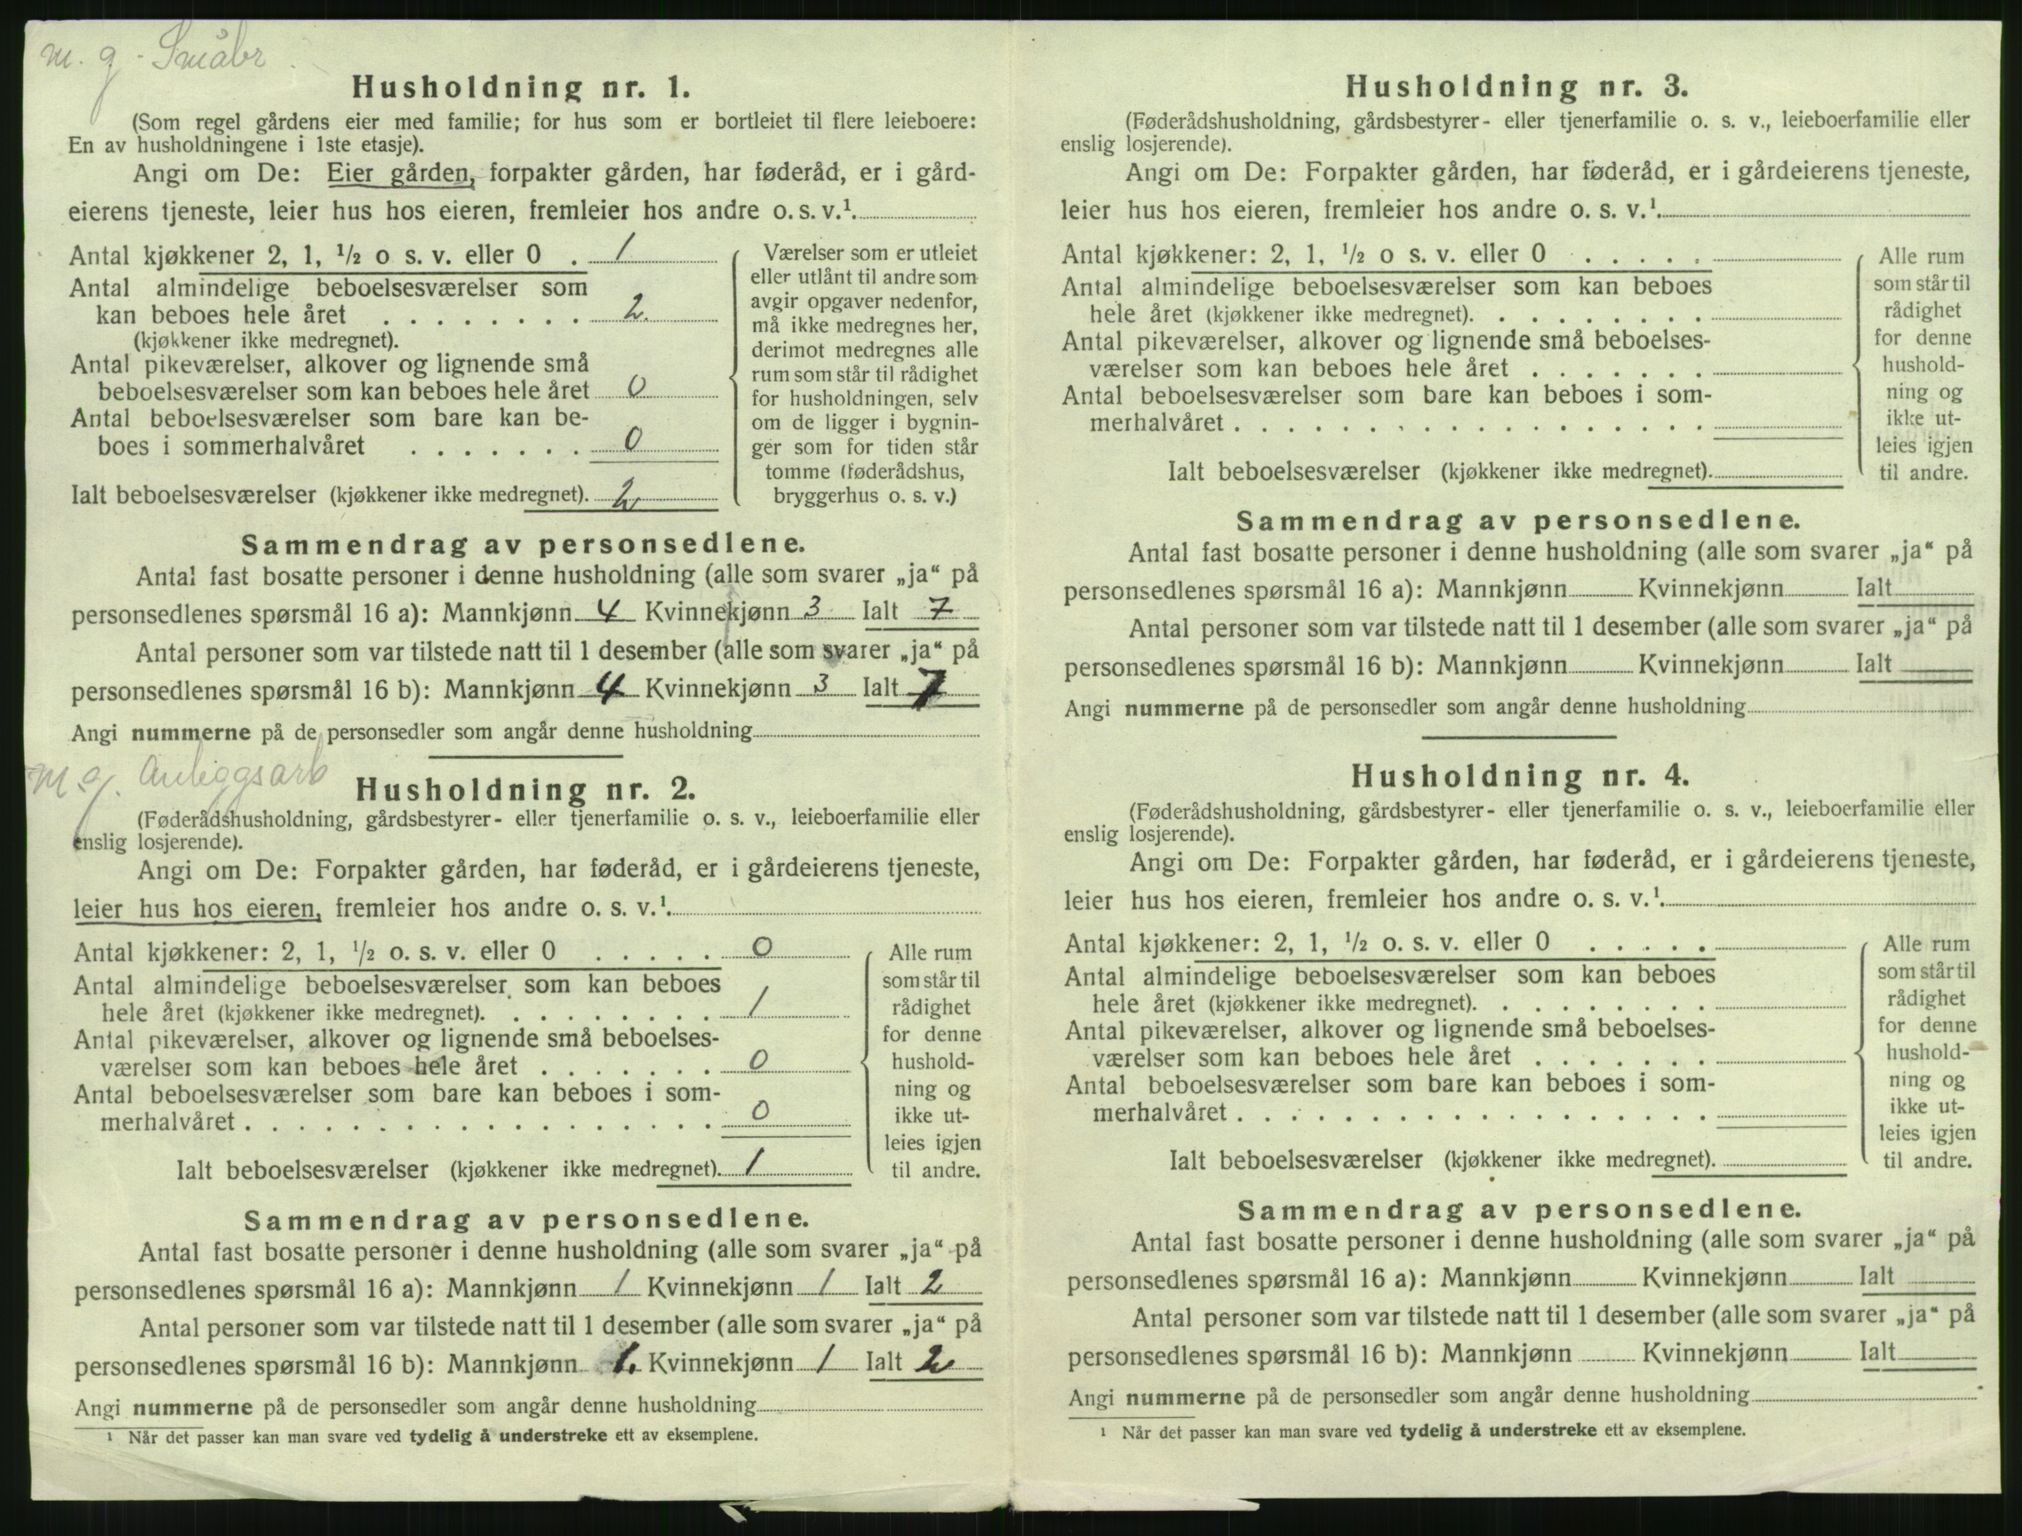 m. g. Småbr.
Husholdning nr. 1.
(Som regel gårdens eier med familie; for hus som er bortleiet til flere leieboere:
En av husholdningene i 1ste etasje).
Angi om De: Eier gården, forpakter gården, har føderåd, er i gård-
eierens tjeneste, leier hus hos eieren, fremleier hos andre o. s. v.¹.
Antal kjøkkener 2, 1, ½ o s. v. eller 0 . 1
Antal almindelige beboelsesværelser som
kan beboes hele året . . . . . . . . 2
(kjøkkener ikke medregnet).
Antal pikeværelser, alkover og lignende små
beboelsesværelser som kan beboes hele året 0
Antal beboelsesværelser som bare kan be-
boes i sommerhalvåret . . . . . . . 0
Ialt beboelsesværelser (kjøkkener ikke medregnet). 2
Værelser som er utleiet
eller utlånt til andre som
avgir opgaver nedenfor,
må ikke medregnes her,
derimot medregnes alle
rum som står til rådighet
for husholdningen, selv
om de ligger i bygnin-
ger som for tiden står
tomme (føderådshus,
bryggerhus o. s. v.)
Sammendrag av personsedlene.
Antal fast bosatte personer i denne husholdning (alle som svarer „ja“ på
personsedlenes spørsmål 16 a): Mannkjønn 4 Kvinnekjønn 3 Ialt 7
Antal personer som var tilstede natt til 1 desember (alle som svarer „ja“ på
personsedlenes spørsmål 16 b): Mannkjønn 4 Kvinnekjønn 3 Ialt 7
Angi nummerne på de personsedler som angår denne husholdning
m. g. Anleggsarb
Husholdning nr. 2.
(Føderådshusholdning, gårdsbestyrer- eller tjenerfamilie o. s. v., leieboerfamilie eller
enslig losjerende).
Angi om De: Forpakter gården, har føderåd, er i gårdeierens tjeneste,
leier hus hos eieren, fremleier hos andre o. s. v.¹.
Antal kjøkkener: 2, 1, ½ o. s. v. eller 0 . . . . . 0
Antal almindelige beboelsesværelser som kan beboes
hele året (kjøkkener ikke medregnet). . . . . . . . . 1
Antal pikeværelser, alkover og lignende små beboelses-
værelser som kan beboes hele året . . . . . . . 0
Antal beboelsesværelser som bare kan beboes i som-
merhalvåret . . . . . . . . . . . . . . . . . . 0
Ialt beboelsesværelser (kjøkkener ikke medregnet). 1
Alle rum
som står til
rådighet
for denne
hushold-
ning og
ikke ut-
leies igjen
til andre.
Sammendrag av personsedlene.
Antal fast bosatte personer i denne husholdning (alle som svarer „ja“ på
personsedlenes spørsmål 16 a): Mannkjønn 1 Kvinnekjønn 1 Ialt 2
Antal personer som var tilstede natt til 1 desember (alle som svarer „ja“ på
personsedlenes spørsmål 16 b): Mannkjønn 1. Kvinnekjønn 1 Ialt 2
Angi nummerne på de personsedler som angår denne husholdning
¹ Når det passer kan man svare ved tydelig å understreke ett av eksemplene.
Husholdning nr. 3.
(Føderådshusholdning, gårdsbestyrer- eller tjenerfamilie o. s. v., leieboerfamilie eller
enslig losjerende).
Angi om De: Forpakter gården, har føderåd, er i gårdeierens tjeneste,
leier hus hos eieren, fremleier hos andre o. s. v.¹.
Antal kjøkkener: 2, 1, ½ o s. v. eller 0 . . . . .
Antal almindelige beboelsesværelser som kan beboes
hele året (kjøkkener ikke medregnet). . . . . . . . .
Antal pikeværelser, alkover og lignende små beboelses-
værelser som kan beboes hele året . . . . . . .
Antal beboelsesværelser som bare kan beboes i som-
merhalvåret . . . . . . . . . . . . . . . . . .
Ialt beboelsesværelser (kjøkkener ikke medregnet).
Alle rum
som står til
rådighet
for denne
hushold-
ning og
ikke ut-
leies igjen
til andre.
Sammendrag av personsedlene.
Antal fast bosatte personer i denne husholdning (alle som svarer „ja“ på
personsedlenes spørsmål 16 a): Mannkjønn Kvinnekjønn Ialt
Antal personer som var tilstede natt til 1 desember (alle som svarer „ja“ på
personsedlenes spørsmål 16 b): Mannkjønn Kvinnekjønn Ialt
Angi nummerne på de personsedler som angår denne husholdning
Husholdning nr. 4.
(Føderådshusholdning, gårdsbestyrer- eller tjenerfamilie o. s. v., leieboerfamilie eller
enslig losjerende).
Angi om De: Forpakter gården, har føderåd, er i gårdeierens tjeneste,
leier hus hos eieren, fremleier hos andre o. s. v.¹.
Antal kjøkkener: 2, 1, ½ o. s. v. eller 0 . . . . .
Antal almindelige beboelsesværelser som kan beboes
hele året (kjøkkener ikke medregnet). . . . . . . . .
Antal pikeværelser, alkover og lignende små beboelses-
værelser som kan beboes hele året . . . . . . .
Antal beboelsesværelser som bare kan beboes i som-
merhalvåret . . . . . . . . . . . . . . . . . .
Ialt beboelsesværelser (kjøkkener ikke medregnet).
Alle rum
som står til
rådighet
for denne
hushold-
ning og
ikke ut-
leies igjen
til andre.
Sammendrag av personsedlene.
Antal fast bosatte personer i denne husholdning (alle som svarer „ja“ på
personsedlenes spørsmål 16 a): Mannkjønn Kvinnekjønn Ialt
Antal personer som var tilstede natt til 1 desember (alle som svarer „ja“ på
personsedlenes spørsmål 16 b): Mannkjønn Kvinnekjønn Ialt
Angi nummerne på de personsedler som angår denne husholdning
¹ Når det passer kan man svare ved tydelig å understreke ett av eksemplene.